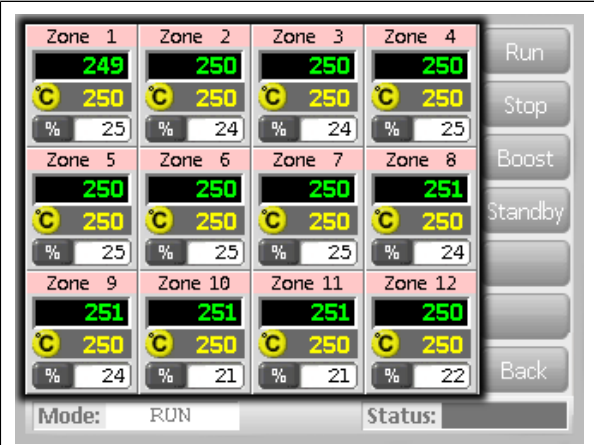 Zone 1 Zone 2 Zone 3 Zone 4 Run
249 250 250 250
°C 250 °C 250 °C 250 °C 250 Stop
% 25 % 24 % 24 % 25
Zone 5 Zone 6 Zone 7 Zone 8 Boost
250 250 250 251
°C 250 °C 250 °C 250 °C 250 Standby
% 25 % 25 % 25 % 24
Zone 9 Zone 10 Zone 11 Zone 12
251 251 251 250
°C 250 °C 250 °C 250 °C 250
% 24 % 21 % 21 % 22 Back
Mode: RUN Status: